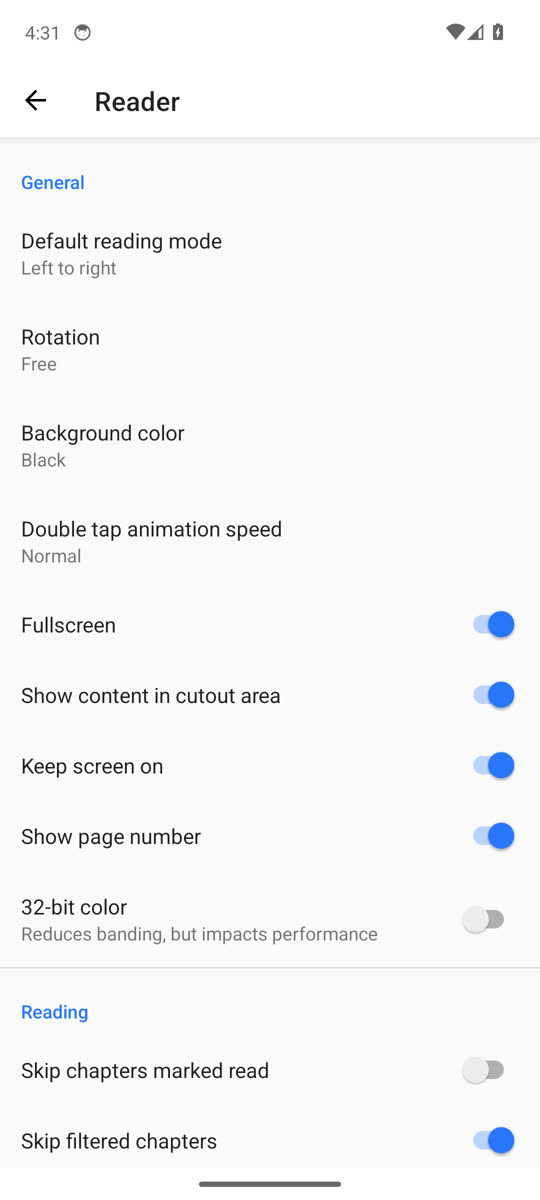 4:31
Reader
General
Default reading mode
Left to right
Rotation
Free
Background color
Black
Double tap animation speed
Normal
Fullscreen
Show content in cutout area
Keep screen on
Show page number
32-bit color
Reduces banding, but impacts performance
Reading
Skip chapters marked read
Skip filtered chapters